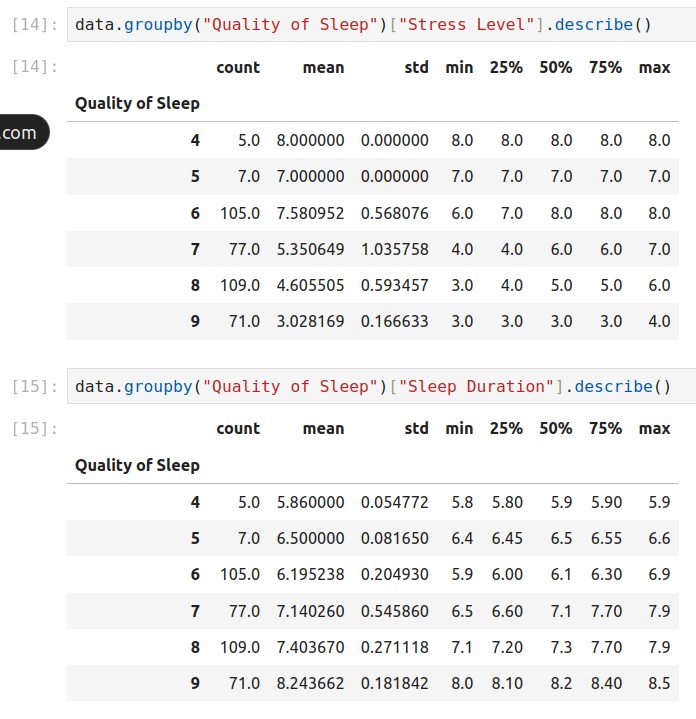 [14]: data.groupby("Quality of Sleep")["Stress Level"].describe()
[14]: count mean std min 25% 50% 75% max
Quality of Sleep
.com
4 5.0 8.000000 0.000000 8.0 8.0 8.0 8.0 8.0
5 7.0 7.000000 0.000000 7.0 7.0 7.0 7.0 7.0
6 105.0 7.580952 0.568076 6.0 7.0 8.0 8.0 8.0
7 77.0 5.350649 1.035758 4.0 4.0 6.0 6.0 7.0
8 109.0 4.605505 0.593457 3.0 4.0 5.0 5.0 6.0
9 71.0 3.028169 0.166633 3.0 3.0 3.0 3.0 4.0
[15]: data.groupby("Quality of Sleep")["Sleep Duration"].describe()
[15]: count mean std min 25% 50% 75% max
Quality of Sleep
4 5.0 5.860000 0.054772 5.8 5.80 5.9 5.90 5.9
5 7.0 6.500000 0.081650 6.4 6.45 6.5 6.55 6.6
6 105.0 6.195238 0.204930 5.9 6.00 6.1 6.30 6.9
7 77.0 7.140260 0.545860 6.5 6.60 7.1 7.70 7.9
8 109.0 7.403670 0.271118 7.1 7.20 7.3 7.70 7.9
9 71.0 8.243662 0.181842 8.0 8.10 8.2 8.40 8.5